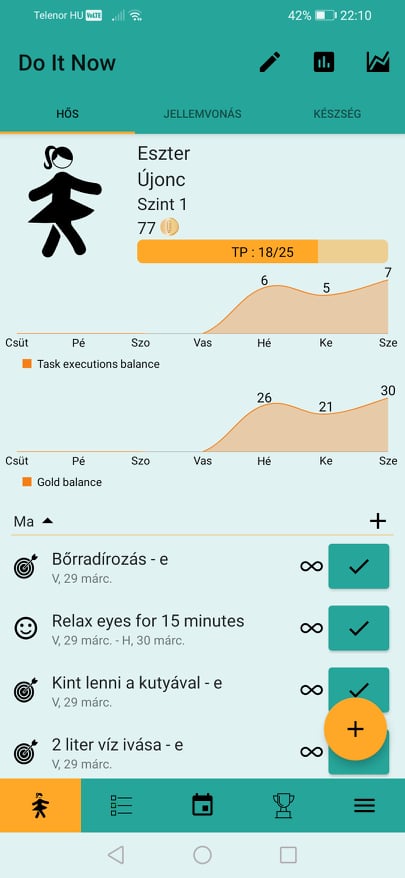 Telenor HU VoLTE 42% 22:10
Do It Now
HŐS JELLEMVONÁS KÉSZSÉG
Eszter
Újonc
Szint 1
77
TP : 18/25
6 5 7
Csüt Pé Szo Vas Hé Ke Sze
Task executions balance
26 21 30
Csüt Pé Szo Vas Hé Ke Sze
Gold balance
Ma
Bőrradírozás - e
V, 29 márc.
Relax eyes for 15 minutes
V, 29 márc. - H, 30 márc.
Kint lenni a kutyával - e
V, 29 márc.
2 liter víz ivása - e
V, 29 márc.